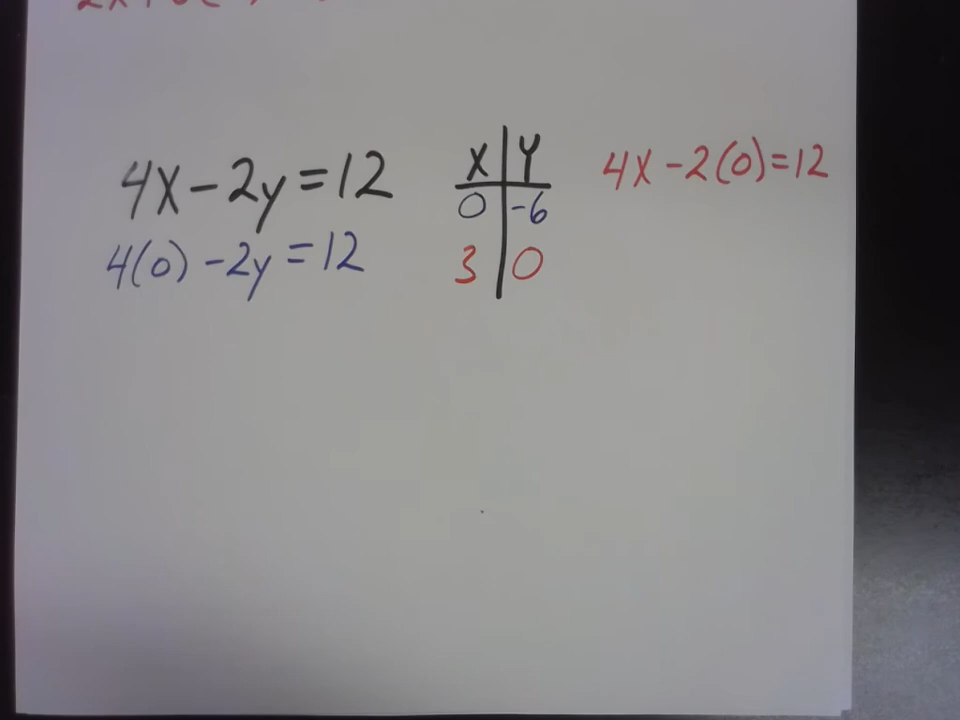 4x - 2y = 12
4(0) - 2y = 12
X | Y
0 | -6
3 | 0
4x - 2(0) = 12